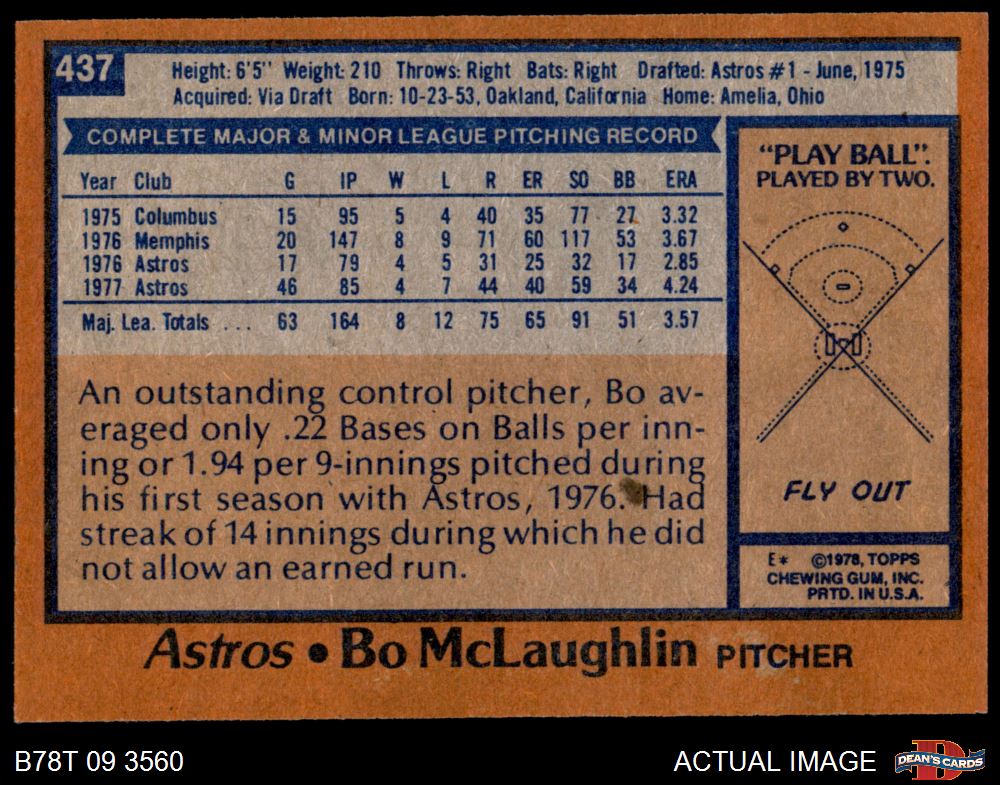 437
Height: 6'5" Weight: 210 Throws: Right Bats: Right Drafted: Astros #1 - June, 1975
Acquired: Via Draft Born: 10-23-53, Oakland, California Home: Amelia, Ohio
COMPLETE MAJOR & MINOR LEAGUE PITCHING RECORD
Year Club G IP W L R ER SO BB ERA
1975 Columbus 15 95 5 4 40 35 77 27 3.32
1976 Memphis 20 147 8 9 71 60 117 53 3.67
1976 Astros 17 79 4 5 31 25 32 17 2.85
1977 Astros 46 85 4 7 44 40 59 34 4.24
Maj. Lea. Totals ... 63 164 8 12 75 65 91 51 3.57
An outstanding control pitcher, Bo av-
eraged only .22 Bases on Balls per inn-
ing or 1.94 per 9-innings pitched during
his first season with Astros, 1976. Had
streak of 14 innings during which he did
not allow an earned run.
"PLAY BALL".
PLAYED BY TWO.
FLY OUT
E* ©1978, TOPPS
CHEWING GUM, INC.
PRTD. IN U.S.A.
Astros • Bo McLaughlin PITCHER
B78T 09 3560
ACTUAL IMAGE
DEAN'S CARDS